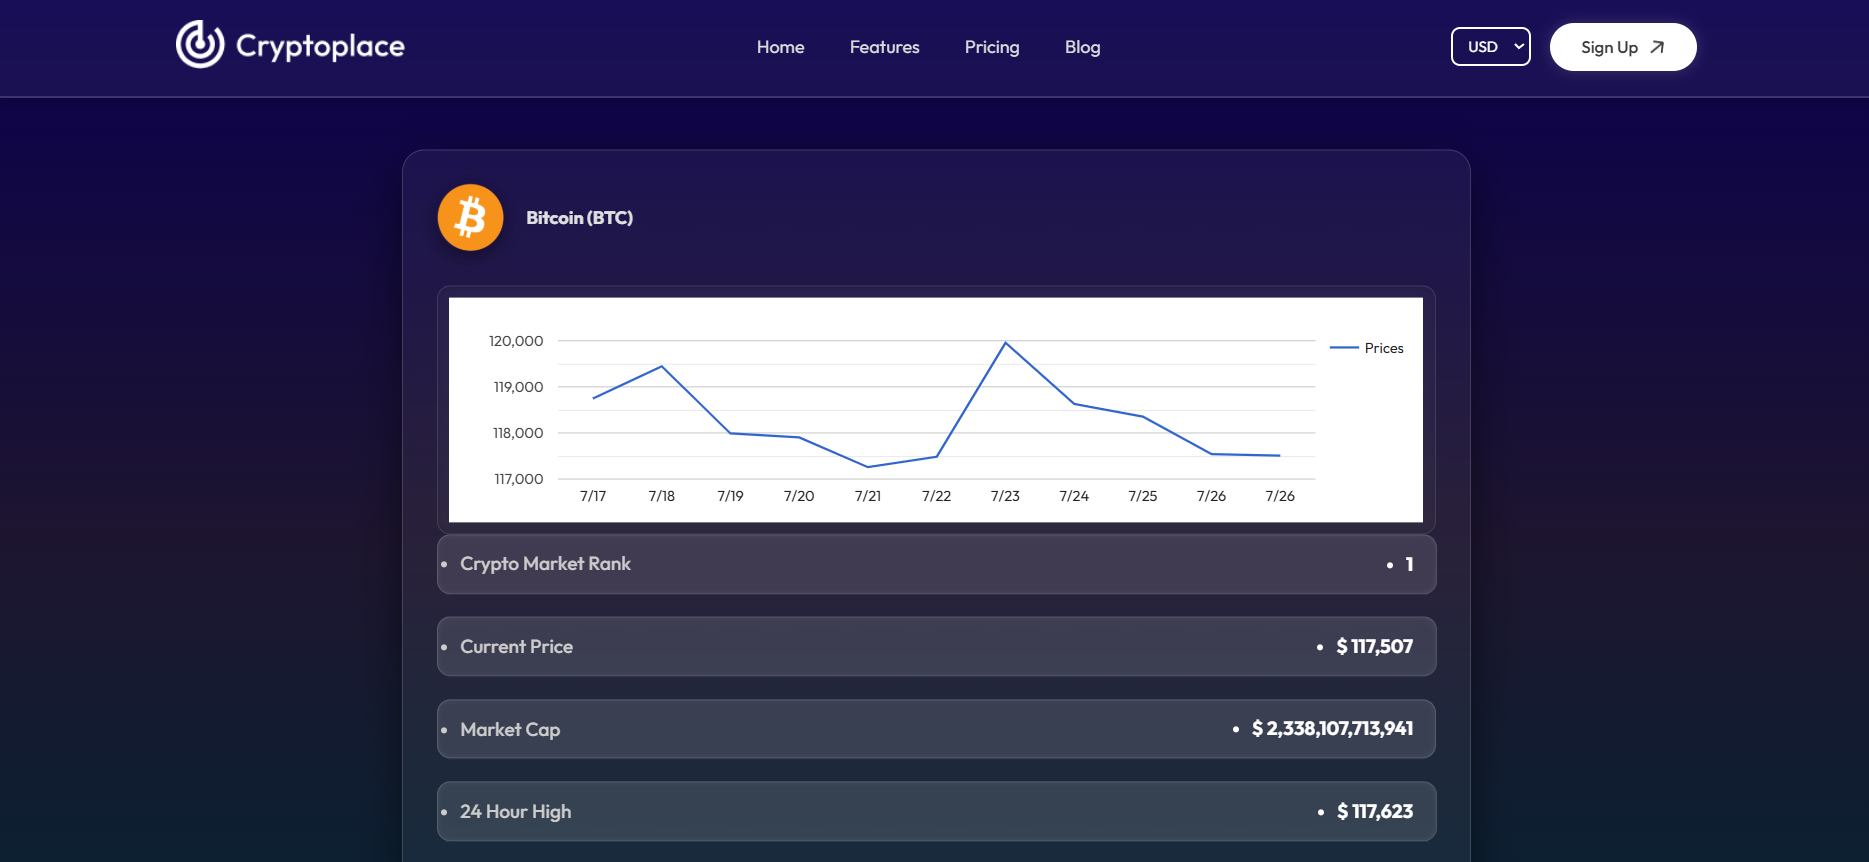 Cryptoplace
Home Features Pricing Blog
USD
Sign Up
Bitcoin (BTC)
120,000
119,000
118,000
117,000
Prices
7/17 7/18 7/19 7/20 7/21 7/22 7/23 7/24 7/25 7/26 7/26
• Crypto Market Rank • 1
• Current Price • $ 117,507
• Market Cap • $ 2,338,107,713,941
• 24 Hour High • $ 117,623